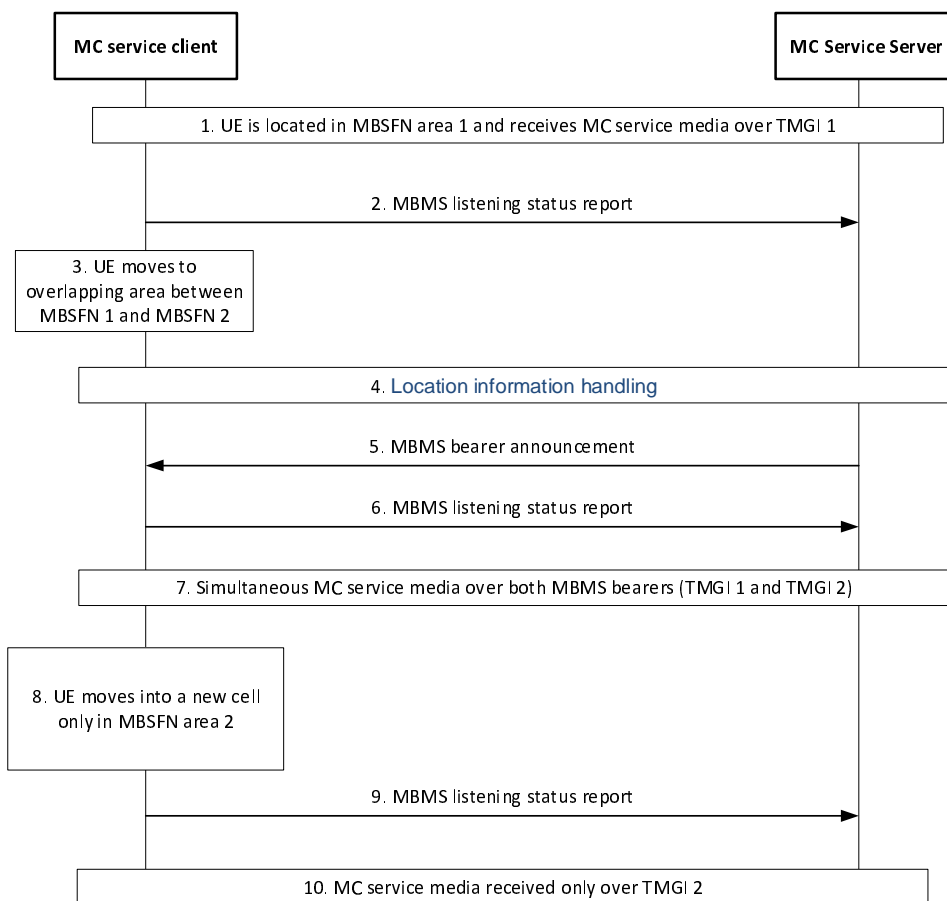 MC service client
MC Service Server
1. UE is located in MBSFN area 1 and receives MC service media over TMGI 1
2. MBMS listening status report
3. UE moves to
overlapping area between
MBSFN 1 and MBSFN 2
4. Location information handling
5. MBMS bearer announcement
6. MBMS listening status report
7. Simultaneous MC service media over both MBMS bearers (TMGI 1 and TMGI 2)
8. UE moves into a new cell
only in MBSFN area 2
9. MBMS listening status report
10. MC service media received only over TMGI 2